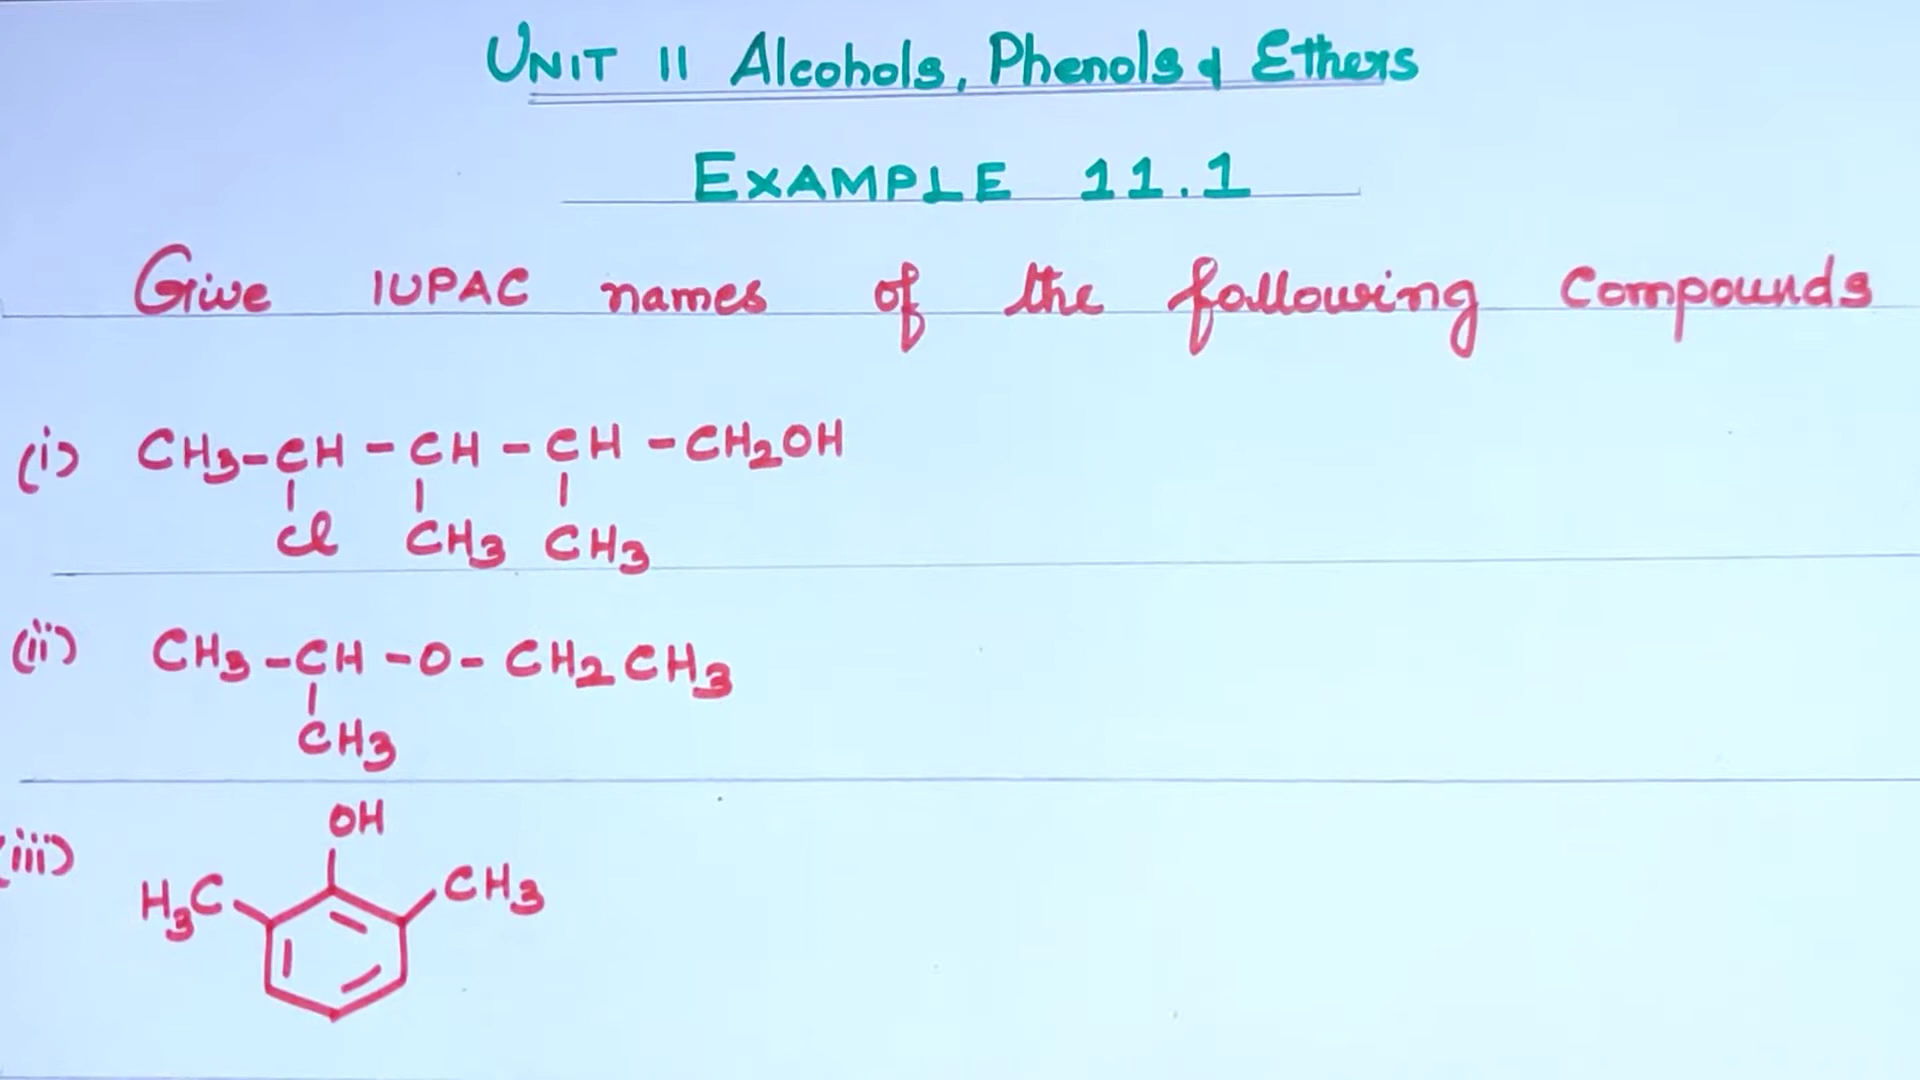 UNIT 11 Alcohols, Phenols & Ethers
EXAMPLE 11.1
Give IUPAC names of the following Compounds
(i) CH3-CH-CH-CH-CH2OH
Cl CH3 CH3
(ii) CH3-CH-O-CH2CH3
CH3
OH
(iii) H3C CH3